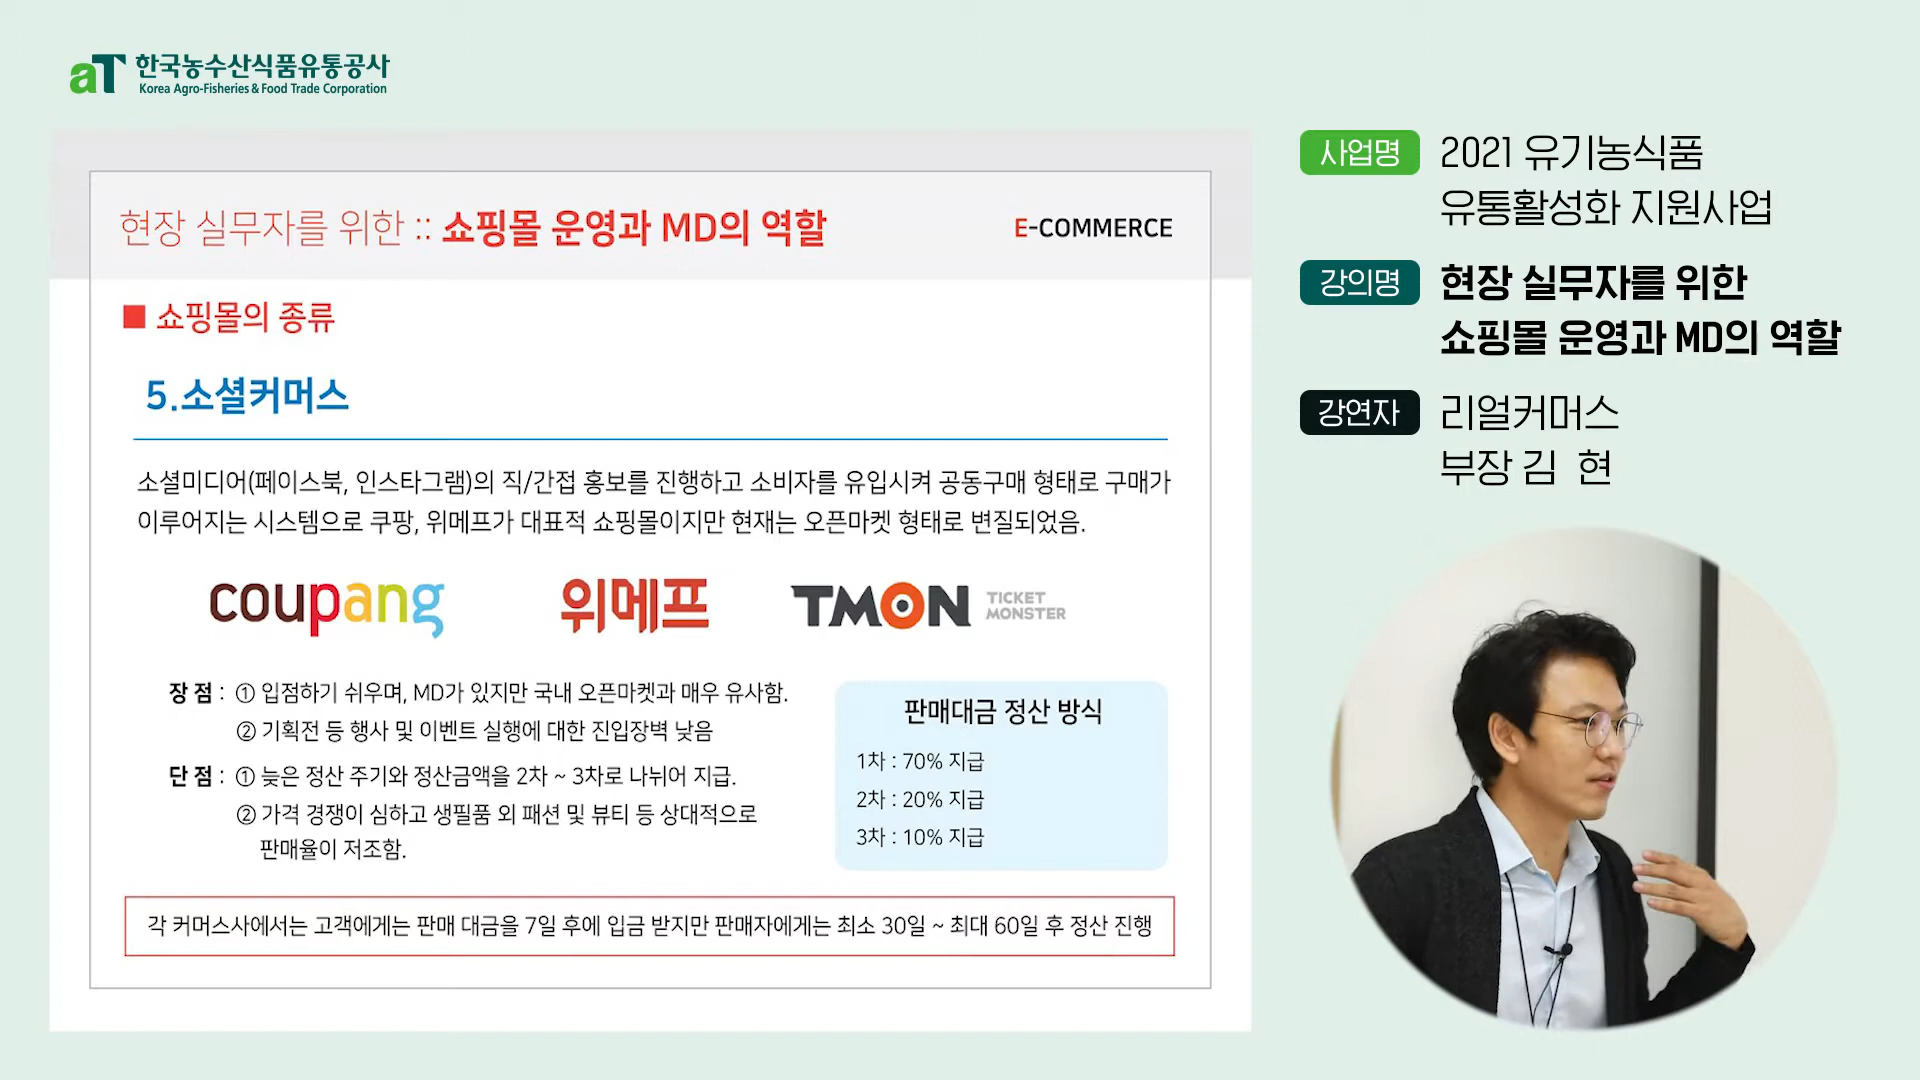 aT 한국농수산식품유통공사
Korea Agro-Fisheries & Food Trade Corporation
현장 실무자를 위한 :: 쇼핑몰 운영과 MD의 역할
E-COMMERCE
■ 쇼핑몰의 종류
5.소셜커머스
소셜미디어(페이스북, 인스타그램)의 직/간접 홍보를 진행하고 소비자를 유입시켜 공동구매 형태로 구매가
이루어지는 시스템으로 쿠팡, 위메프가 대표적 쇼핑몰이지만 현재는 오픈마켓 형태로 변질되었음.
coupang
위메프
TMON TICKET
MONSTER
장 점 : ① 입점하기 쉬우며, MD가 있지만 국내 오픈마켓과 매우 유사함.
② 기획전 등 행사 및 이벤트 실행에 대한 진입장벽 낮음
단 점 : ① 늦은 정산 주기와 정산금액을 2차 ~ 3차로 나뉘어 지급.
② 가격 경쟁이 심하고 생필품 외 패션 및 뷰티 등 상대적으로
판매율이 저조함.
판매대금 정산 방식
1차 : 70% 지급
2차 : 20% 지급
3차 : 10% 지급
각 커머스사에서는 고객에게는 판매 대금을 7일 후에 입금 받지만 판매자에게는 최소 30일 ~ 최대 60일 후 정산 진행
사업명 2021 유기농식품
유통활성화 지원사업
강의명 현장 실무자를 위한
쇼핑몰 운영과 MD의 역할
강연자 리얼커머스
부장 김 현